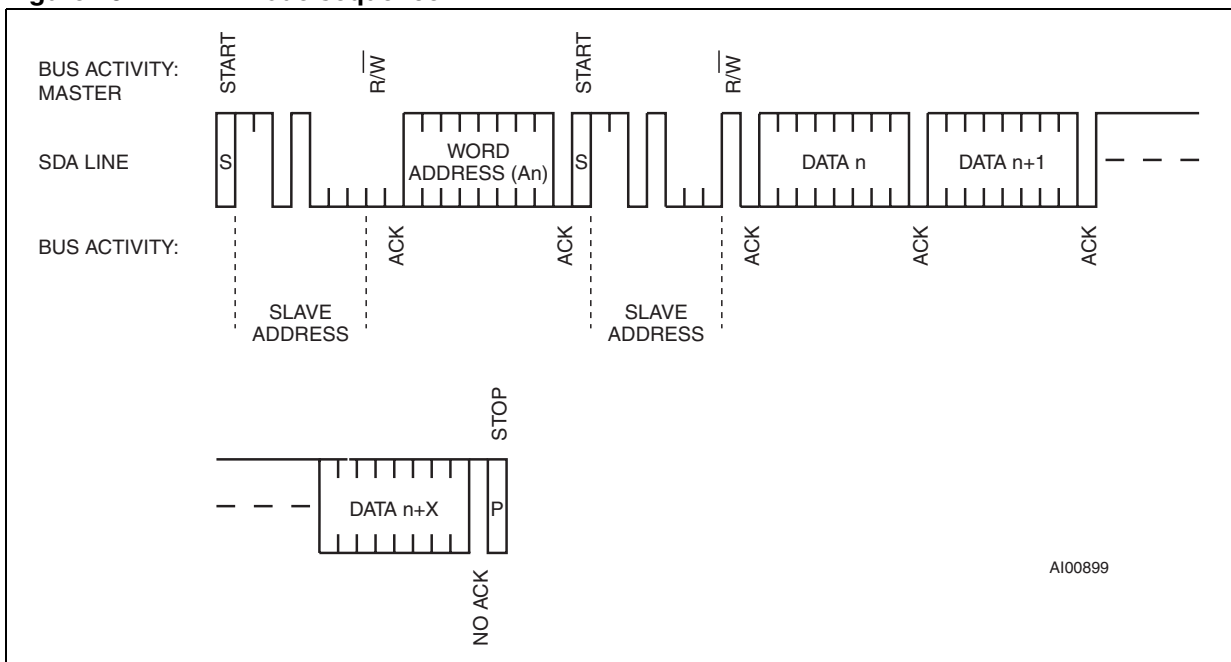 BUS ACTIVITY:
MASTER
START
R/W
START
R/W
SDA LINE
S
WORD
ADDRESS (An)
S
DATA n
DATA n+1
BUS ACTIVITY:
ACK
ACK
ACK
ACK
ACK
SLAVE
ADDRESS
SLAVE
ADDRESS
STOP
DATA n+X
P
NO ACK
AI00899